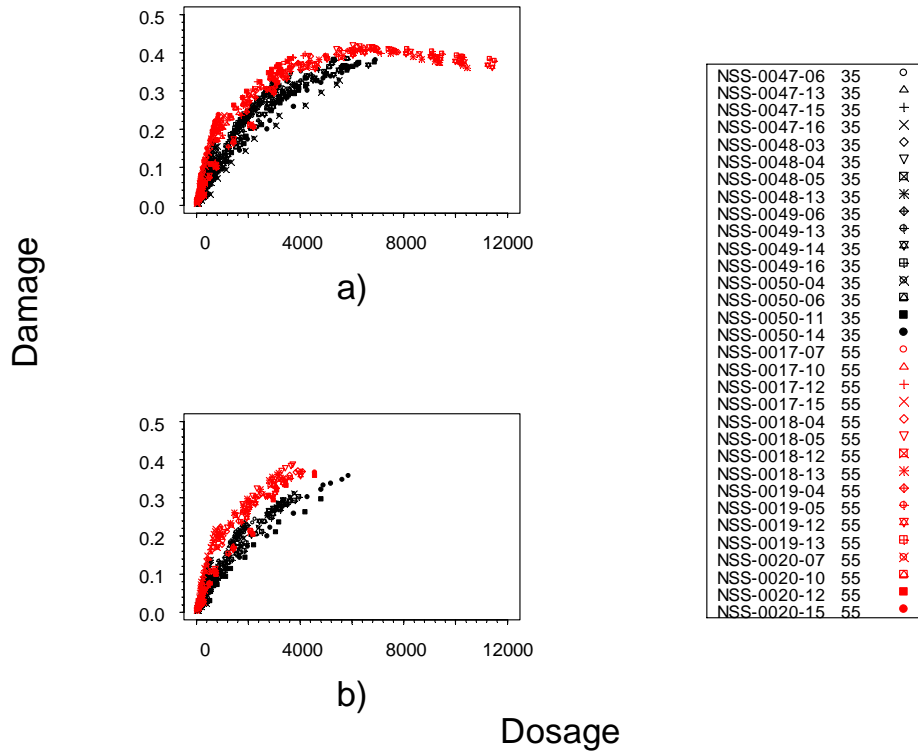 Damage
0.5
0.4
0.3
0.2
0.1
0.0
0 4000 8000 12000
a)
0.5
0.4
0.3
0.2
0.1
0.0
0 4000 8000 12000
b)
Dosage
NSS-0047-06 35
NSS-0047-13 35
NSS-0047-15 35
NSS-0047-16 35
NSS-0048-03 35
NSS-0048-04 35
NSS-0048-05 35
NSS-0048-13 35
NSS-0049-06 35
NSS-0049-13 35
NSS-0049-14 35
NSS-0049-16 35
NSS-0050-04 35
NSS-0050-06 35
NSS-0050-11 35
NSS-0050-14 35
NSS-0017-07 55
NSS-0017-10 55
NSS-0017-12 55
NSS-0017-15 55
NSS-0018-04 55
NSS-0018-05 55
NSS-0018-12 55
NSS-0018-13 55
NSS-0019-04 55
NSS-0019-05 55
NSS-0019-12 55
NSS-0019-13 55
NSS-0020-07 55
NSS-0020-10 55
NSS-0020-12 55
NSS-0020-15 55